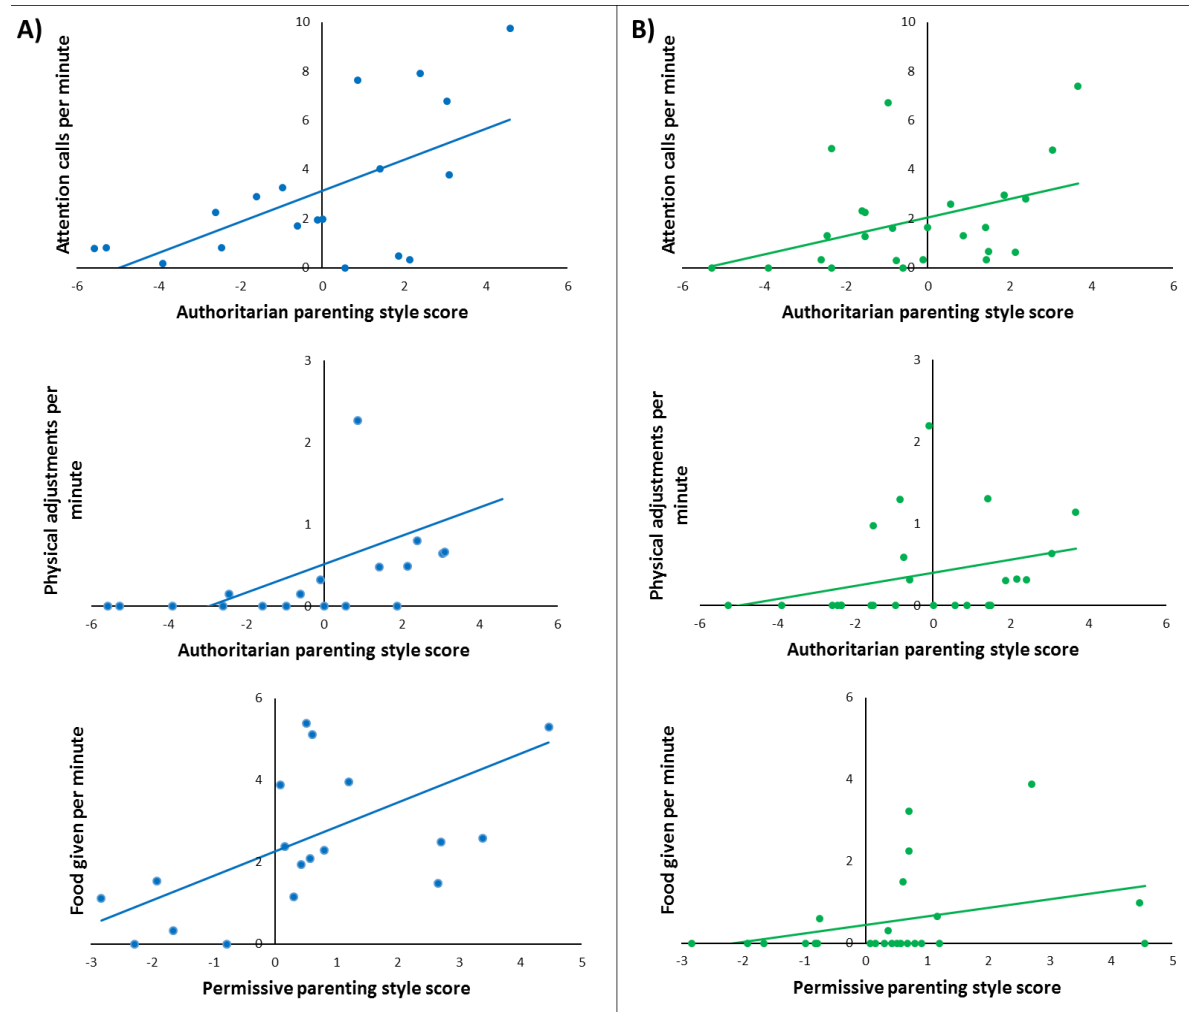 A)
Attention calls per minute
10
8
6
4
2
0
-6 -4 -2 0 2 4 6
Authoritarian parenting style score
Physical adjustments per
minute
3
2
1
0
-6 -4 -2 0 2 4 6
Authoritarian parenting style score
Food given per minute
6
4
2
0
-3 -2 -1 0 1 2 3 4 5
Permissive parenting style score
B)
Attention calls per minute
10
8
6
4
2
0
-6 -4 -2 0 2 4 6
Authoritarian parenting style score
Physical adjustments per
minute
3
2
1
0
-6 -4 -2 0 2 4 6
Authoritarian parenting style score
Food given per minute
6
4
2
0
-3 -2 -1 0 1 2 3 4 5
Permissive parenting style score